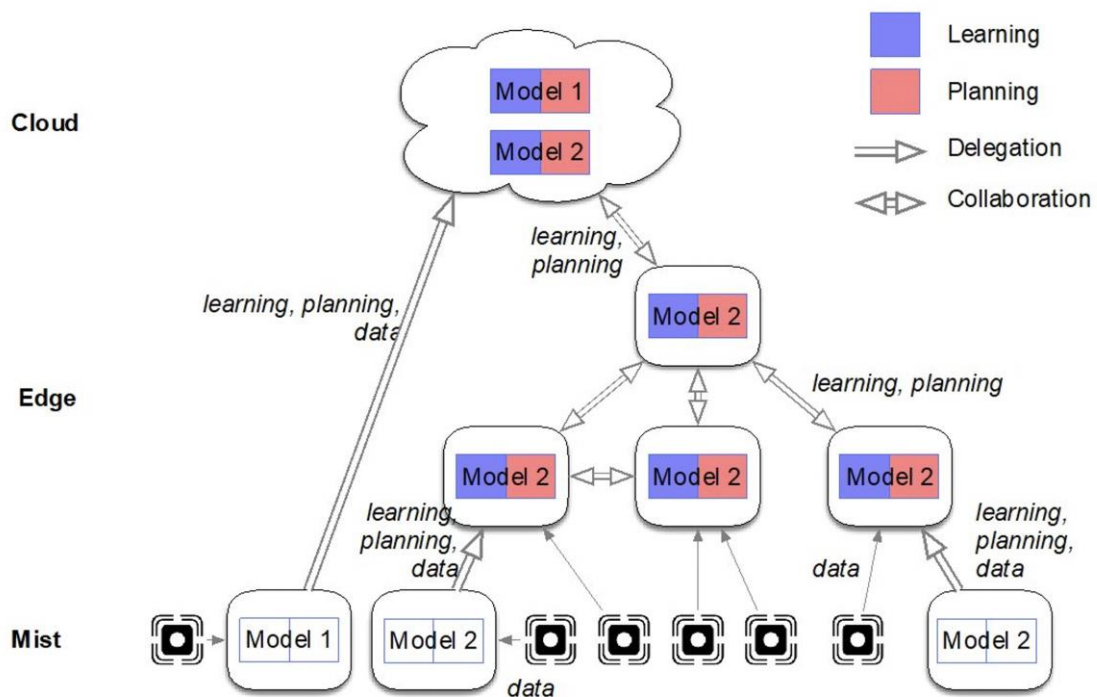 Learning
Planning
Delegation
Collaboration
Cloud
Model 1
Model 2
learning,
planning
learning, planning,
data
Model 2
Edge
learning, planning
Model 2
Model 2
Model 2
learning,
planning,
data
data
learning,
planning,
data
Mist
Model 1
Model 2
Model 2
data